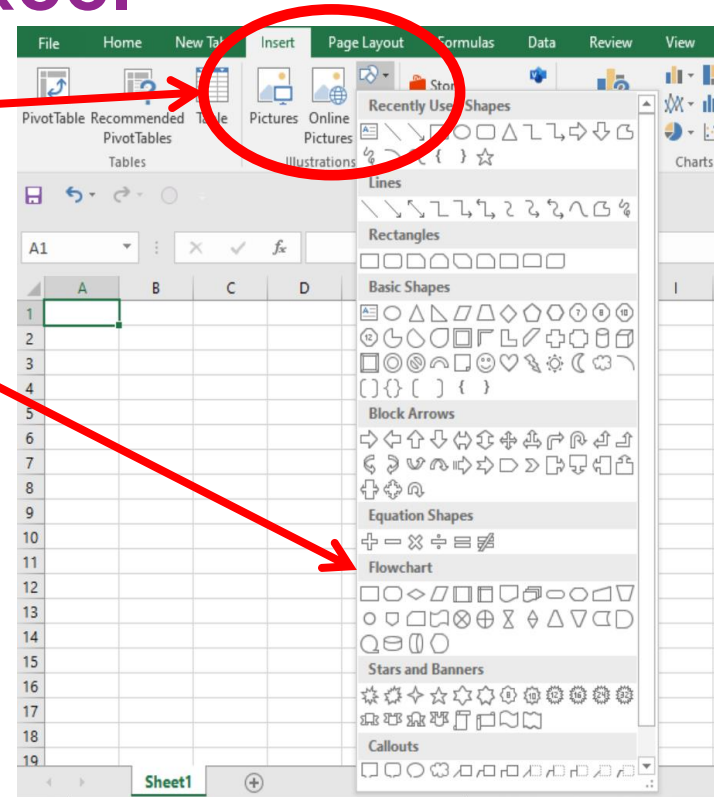 File Home New Tab Insert Page Layout Formulas Data Review View
PivotTable Recommended PivotTables Table Pictures Online Pictures
Tables Illustrations Charts
A1 fx
Recently Used Shapes
Lines
Rectangles
Basic Shapes
Block Arrows
Equation Shapes
Flowchart
Stars and Banners
Callouts
A B C D I
1
2
3
4
5
6
7
8
9
10
11
12
13
14
15
16
17
18
19
Sheet1